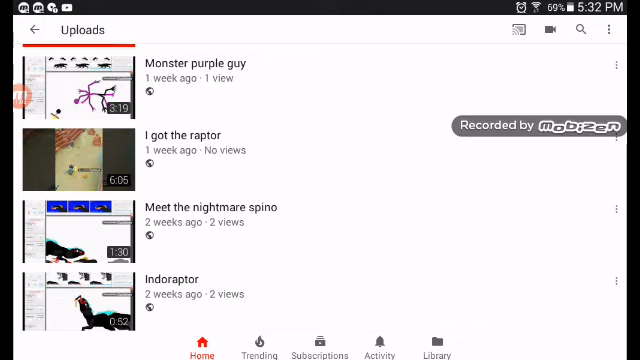 69% 5:32 PM
Uploads
Monster purple guy
1 week ago · 1 view
3:19
Recorded by mobizen
I got the raptor
1 week ago · No views
6:05
Meet the nightmare spino
2 weeks ago · 2 views
1:30
Indoraptor
2 weeks ago · 2 views
0:52
Home Trending Subscriptions Activity Library